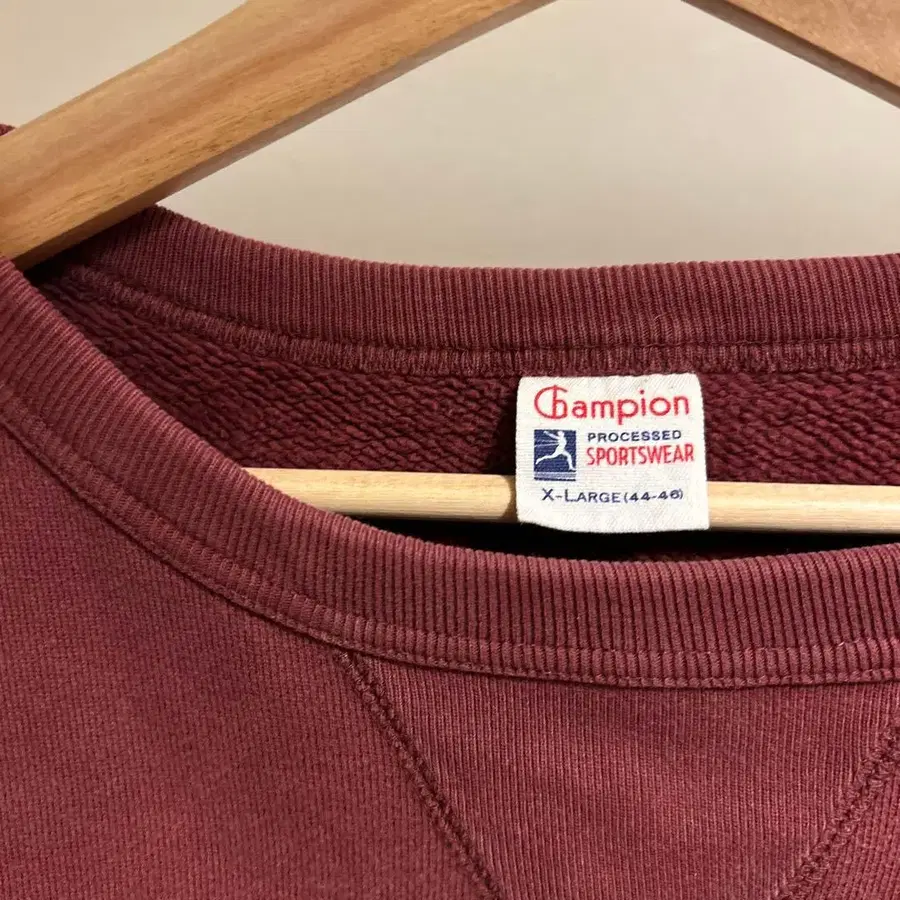 Champion
PROCESSED
SPORTSWEAR
X-LARGE (44-46)